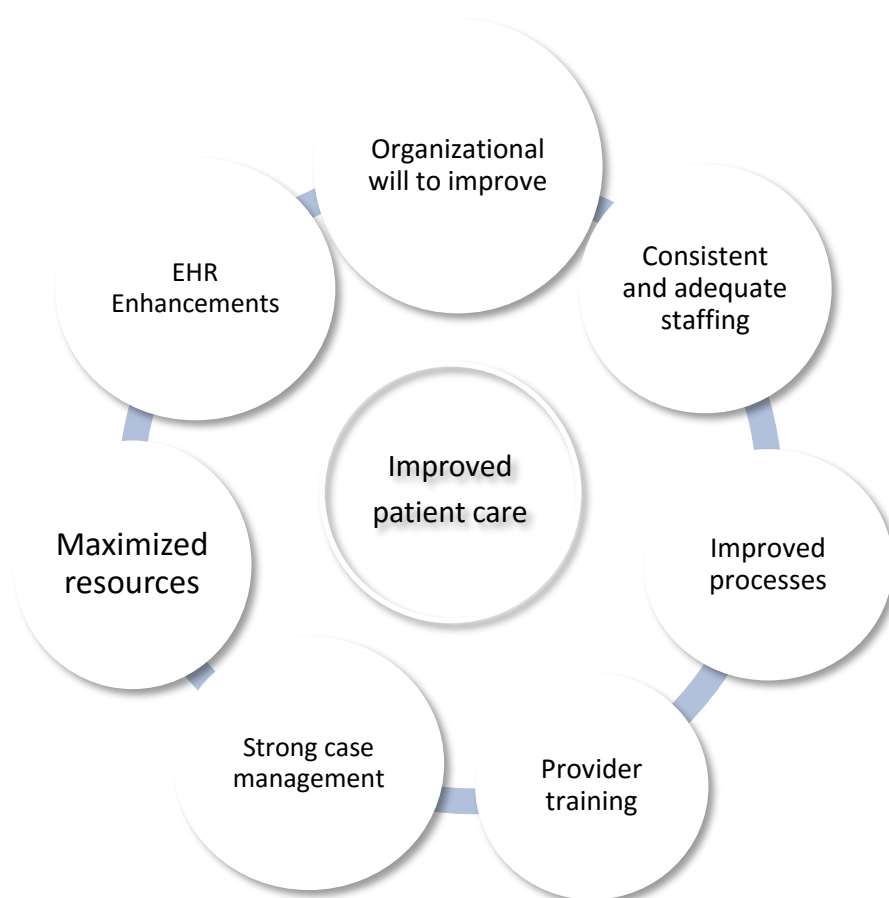 Organizational
will to improve
Consistent
and adequate
staffing
Improved
processes
Provider
training
Strong case
management
Maximized
resources
EHR
Enhancements
Improved
patient care